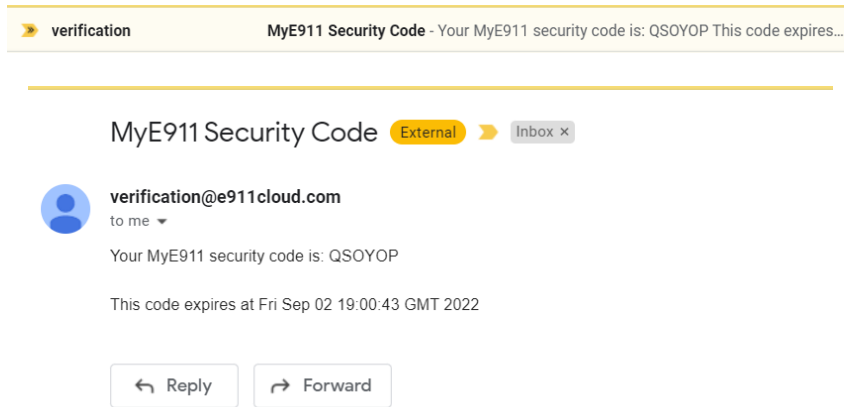 verification MyE911 Security Code - Your MyE911 security code is: QSOYOP This code expires...
MyE911 Security Code External Inbox ×
verification@e911cloud.com
to me
Your MyE911 security code is: QSOYOP
This code expires at Fri Sep 02 19:00:43 GMT 2022
Reply Forward